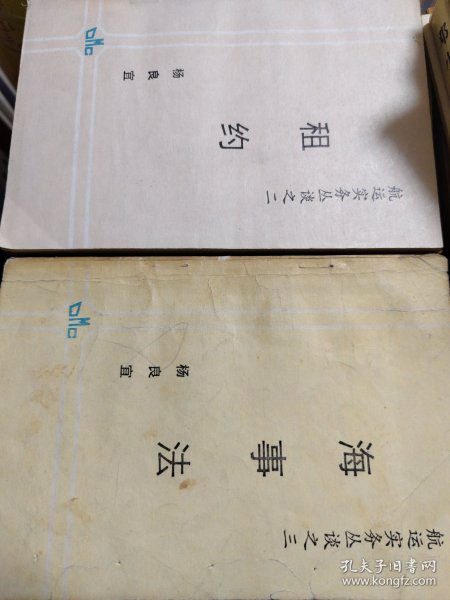 航运实务丛谈之二
租约
杨良宜
航运实务丛谈之三
海事法
杨良宜
孔夫子旧书网
www.kongfz.com